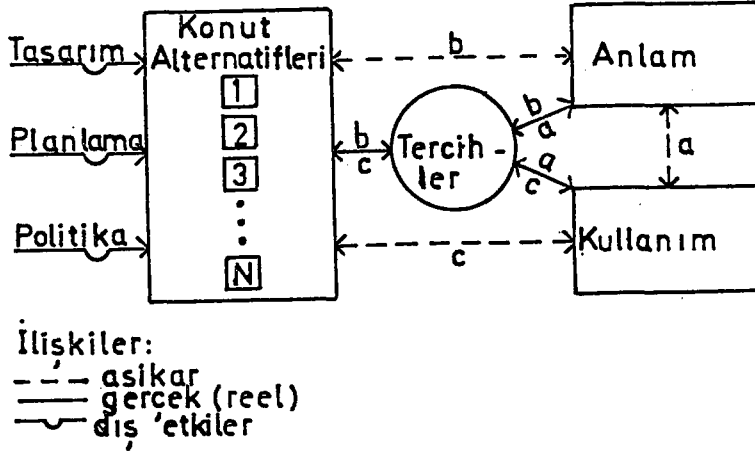 Konut
Tasarım
Alternatifleri
b
Anlam
1
2
3
N
Planlama
b
c
Tercih-
ler
b
a
a
c
a
Politika
c
Kullanım
İlişkiler:
aşikar
gerçek (reel)
dış etkiler